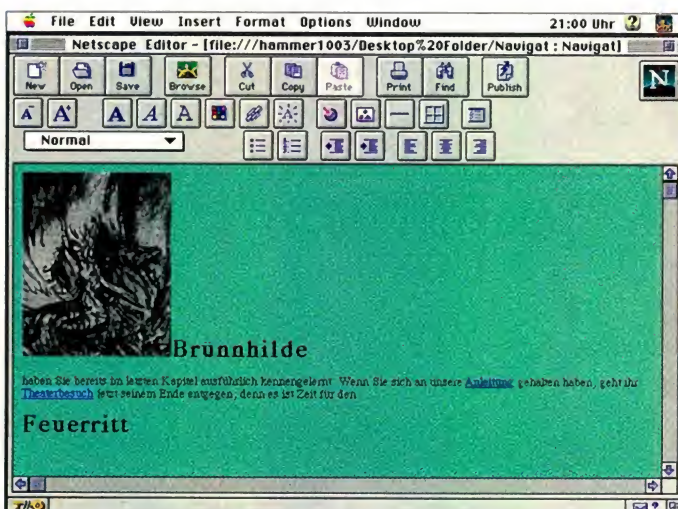 File Edit View Insert Format Options Window 21:00 Uhr
Netscape Editor - [file:///hammer1003/Desktop%20Folder/Navigat : Navigat]
New Open Save Browse Cut Copy Paste Print Find Publish
N
A- A+ A A A A
Normal
Brünnhilde
haben Sie bereits im letzten Kapitel ausführlich kennengelernt. Wenn Sie sich an unsere Anleitung gehalten haben, geht ihr
Theaterbesuch jetzt seinem Ende entgegen, denn es ist Zeit für den
Feuerritt